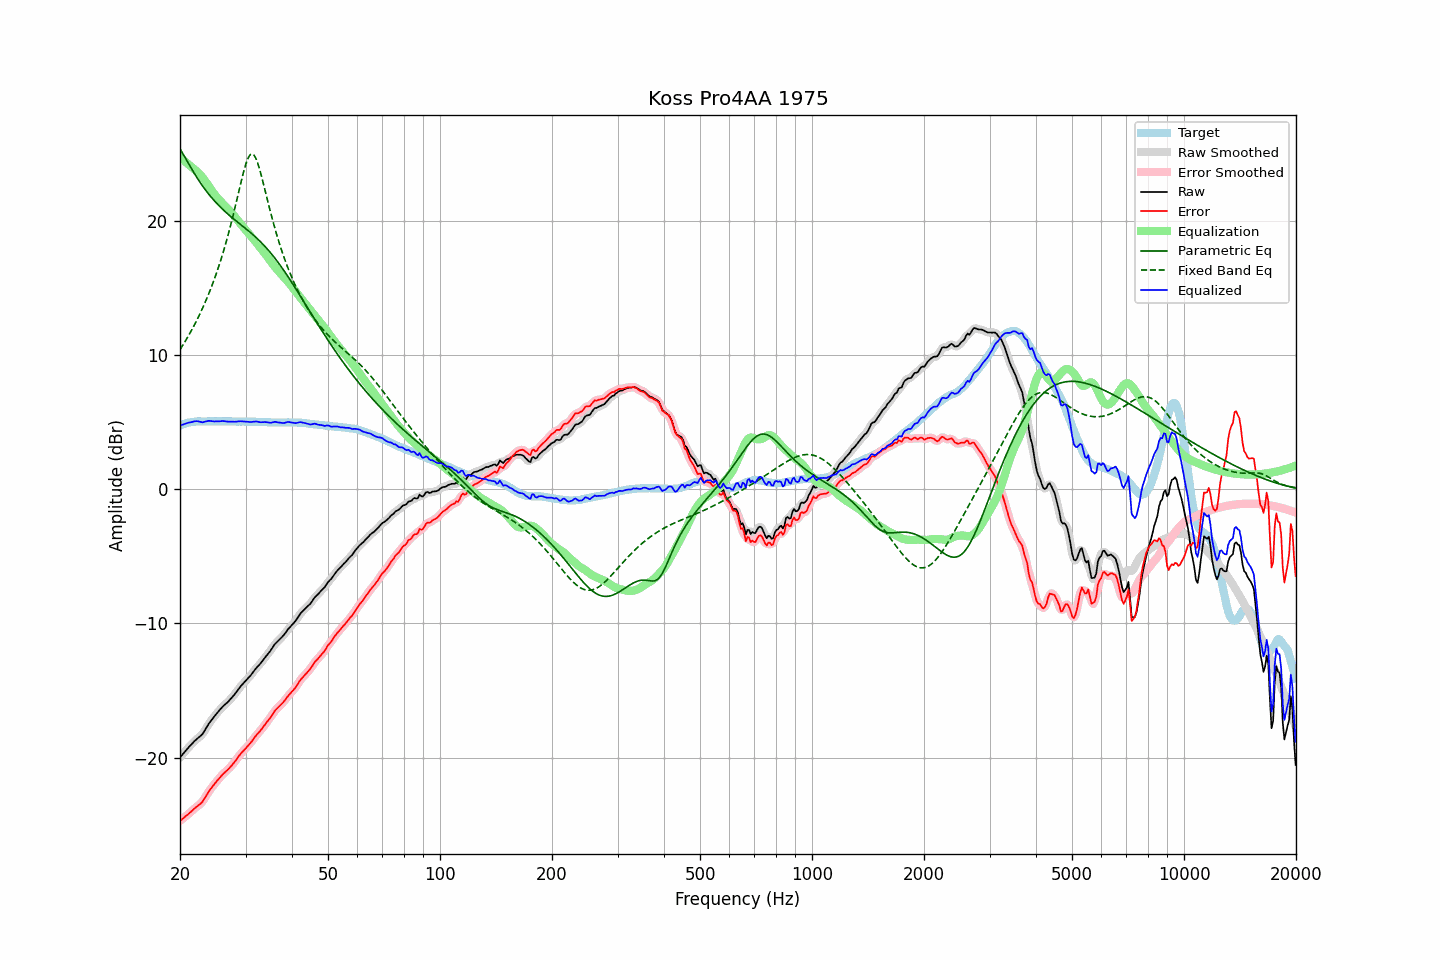 Koss Pro4AA 1975
Target
Raw Smoothed
Error Smoothed
Raw
Error
Equalization
Parametric Eq
Fixed Band Eq
Equalized
Amplitude (dBr)
20
10
0
−10
−20
20
50
100
200
500
1000
2000
5000
10000
20000
Frequency (Hz)